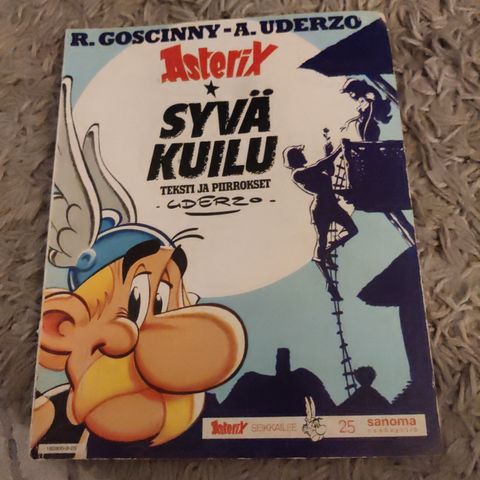 R. GOSCINNY-A. UDERZO
Asterix
SYVÄ
KUILU
TEKSTI JA PIIRROKSET
-UDERZO-
Asterix SEIKKAILEE 25 sanoma